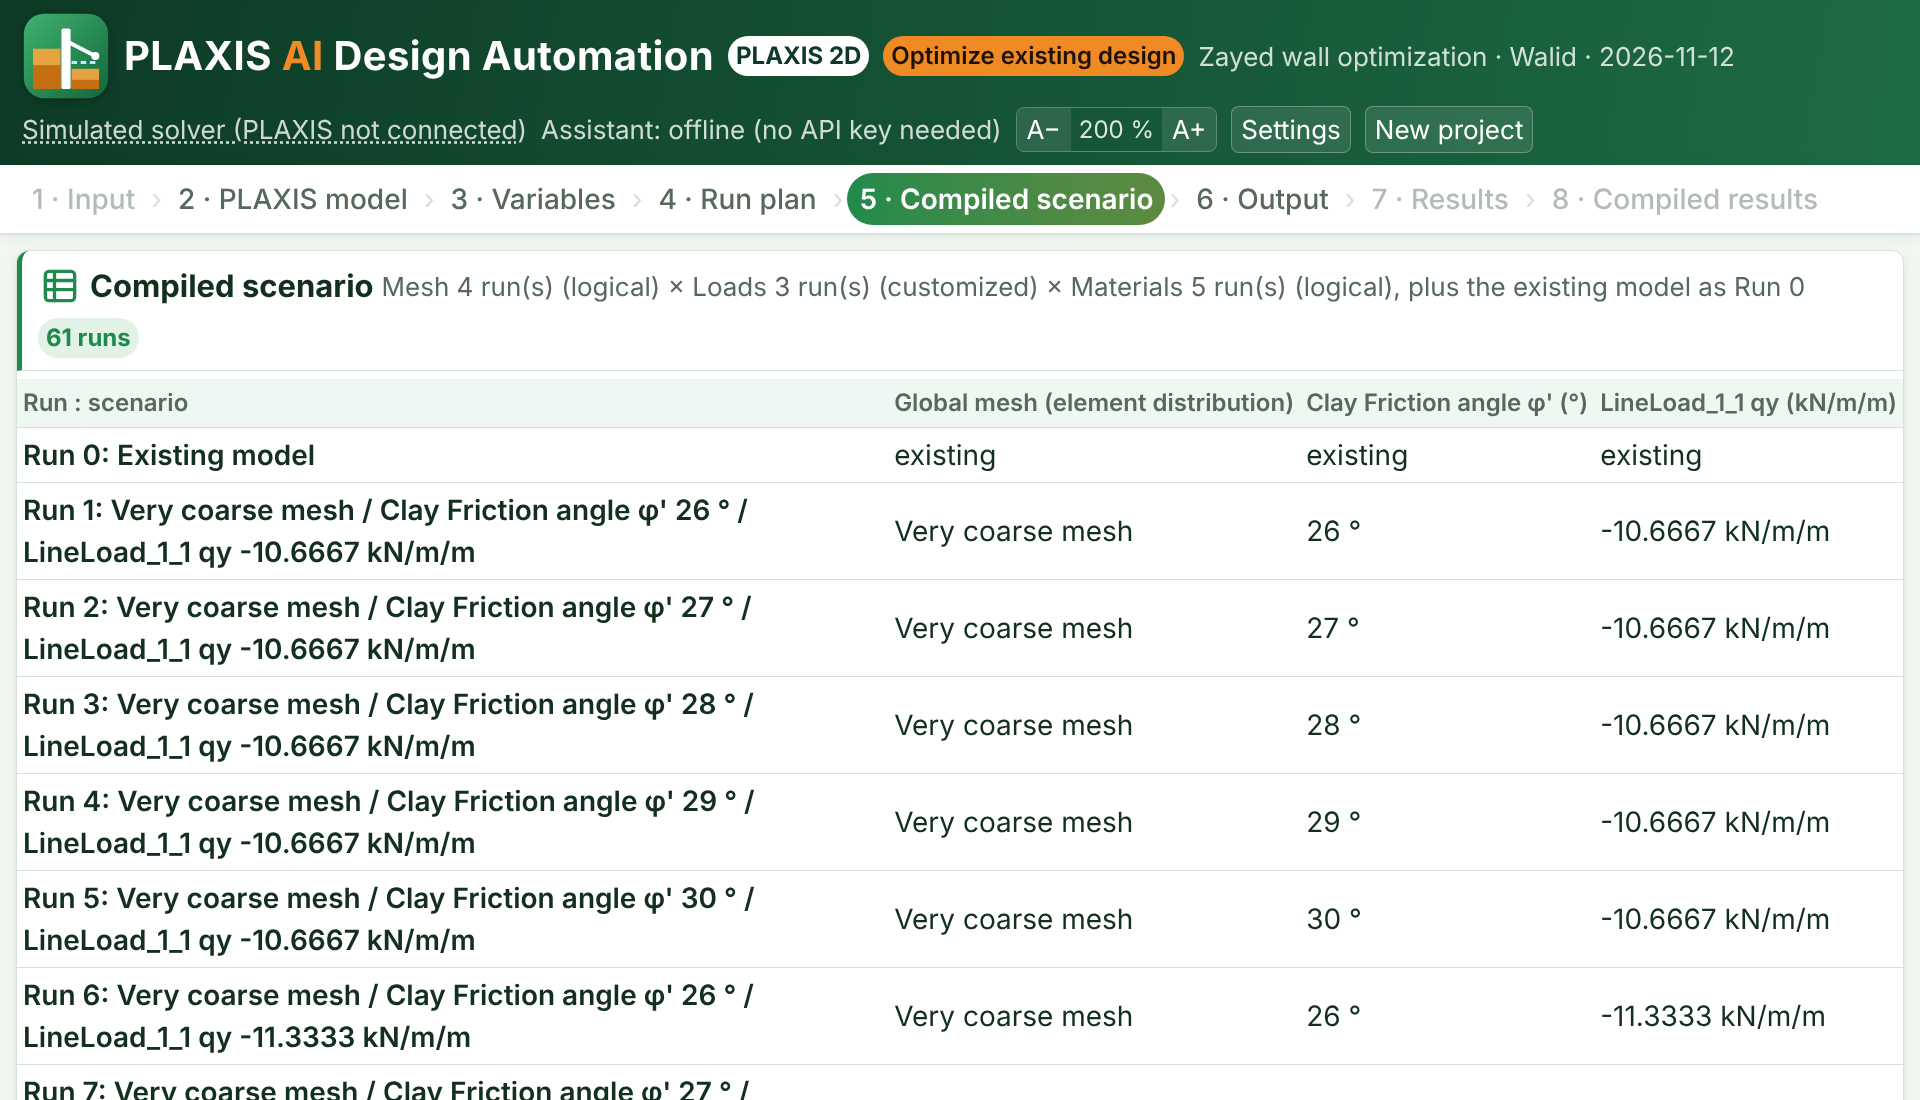 PLAXIS AI Design Automation PLAXIS 2D Optimize existing design Zayed wall optimization · Walid · 2026-11-12
Simulated solver (PLAXIS not connected) Assistant: offline (no API key needed) A− 200 % A+ Settings New project
1 · Input › 2 · PLAXIS model › 3 · Variables › 4 · Run plan › 5 · Compiled scenario › 6 · Output › 7 · Results › 8 · Compiled results
Compiled scenario Mesh 4 run(s) (logical) × Loads 3 run(s) (customized) × Materials 5 run(s) (logical), plus the existing model as Run 0
61 runs
Run : scenario Global mesh (element distribution) Clay Friction angle φ' (°) LineLoad_1_1 qy (kN/m/m)
Run 0: Existing model existing existing existing
Run 1: Very coarse mesh / Clay Friction angle φ' 26 ° /
LineLoad_1_1 qy -10.6667 kN/m/m
Very coarse mesh 26 ° -10.6667 kN/m/m
Run 2: Very coarse mesh / Clay Friction angle φ' 27 ° /
LineLoad_1_1 qy -10.6667 kN/m/m
Very coarse mesh 27 ° -10.6667 kN/m/m
Run 3: Very coarse mesh / Clay Friction angle φ' 28 ° /
LineLoad_1_1 qy -10.6667 kN/m/m
Very coarse mesh 28 ° -10.6667 kN/m/m
Run 4: Very coarse mesh / Clay Friction angle φ' 29 ° /
LineLoad_1_1 qy -10.6667 kN/m/m
Very coarse mesh 29 ° -10.6667 kN/m/m
Run 5: Very coarse mesh / Clay Friction angle φ' 30 ° /
LineLoad_1_1 qy -10.6667 kN/m/m
Very coarse mesh 30 ° -10.6667 kN/m/m
Run 6: Very coarse mesh / Clay Friction angle φ' 26 ° /
LineLoad_1_1 qy -11.3333 kN/m/m
Very coarse mesh 26 ° -11.3333 kN/m/m
Run 7: Very coarse mesh / Clay Friction angle φ' 27 ° /